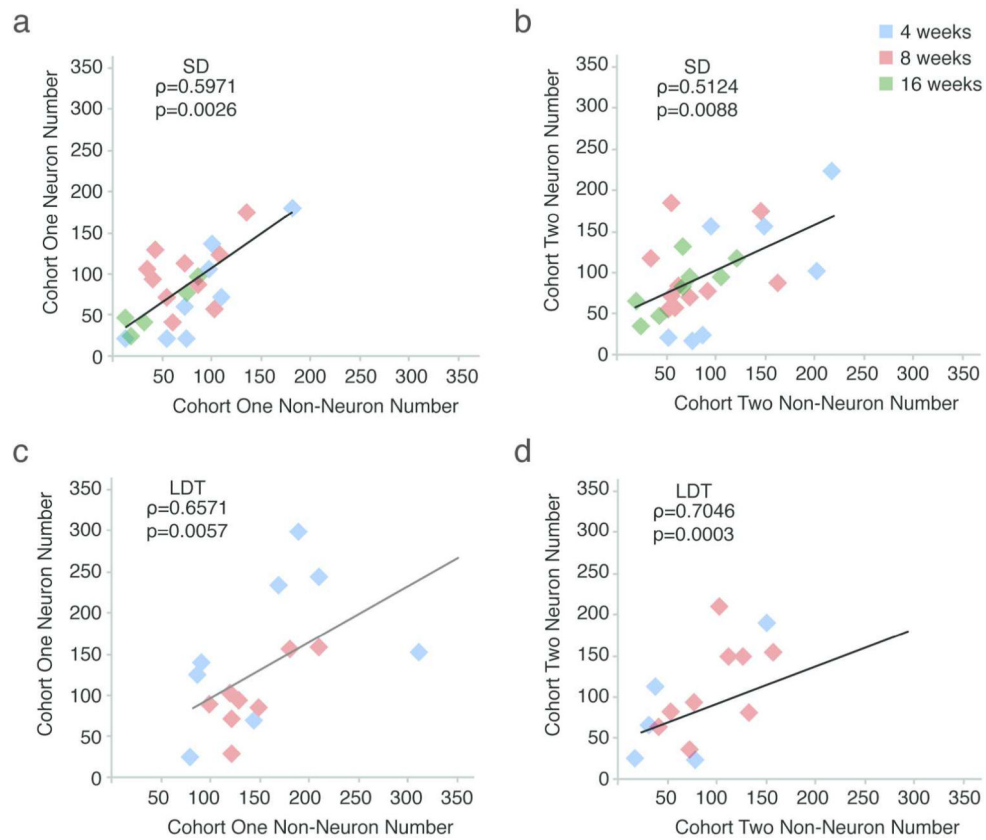 a
SD
ρ=0.5971
p=0.0026
Cohort One Neuron Number
350
300
250
200
150
100
50
0
50 100 150 200 250 300 350
Cohort One Non-Neuron Number
b
4 weeks
8 weeks
16 weeks
SD
ρ=0.5124
p=0.0088
Cohort Two Neuron Number
350
300
250
200
150
100
50
0
50 100 150 200 250 300 350
Cohort Two Non-Neuron Number
c
LDT
ρ=0.6571
p=0.0057
Cohort One Neuron Number
350
300
250
200
150
100
50
0
50 100 150 200 250 300 350
Cohort One Non-Neuron Number
d
LDT
ρ=0.7046
p=0.0003
Cohort Two Neuron Number
350
300
250
200
150
100
50
0
50 100 150 200 250 300 350
Cohort Two Non-Neuron Number